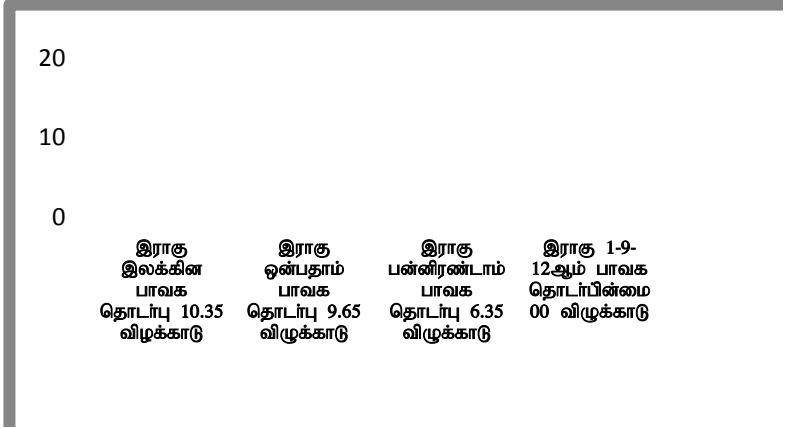 20
10
0
இராகு
இலக்கின
பாவக
தொடர்பு 10.35
விழக்காடு
இராகு
ஒன்பதாம்
பாவக
தொடர்பு 9.65
விழுக்காடு
இராகு
பன்னிரண்டாம்
பாவக
தொடர்பு 6.35
விழுக்காடு
இராகு 1-9-
12ஆம் பாவக
தொடர்பின்மை
00 விழுக்காடு